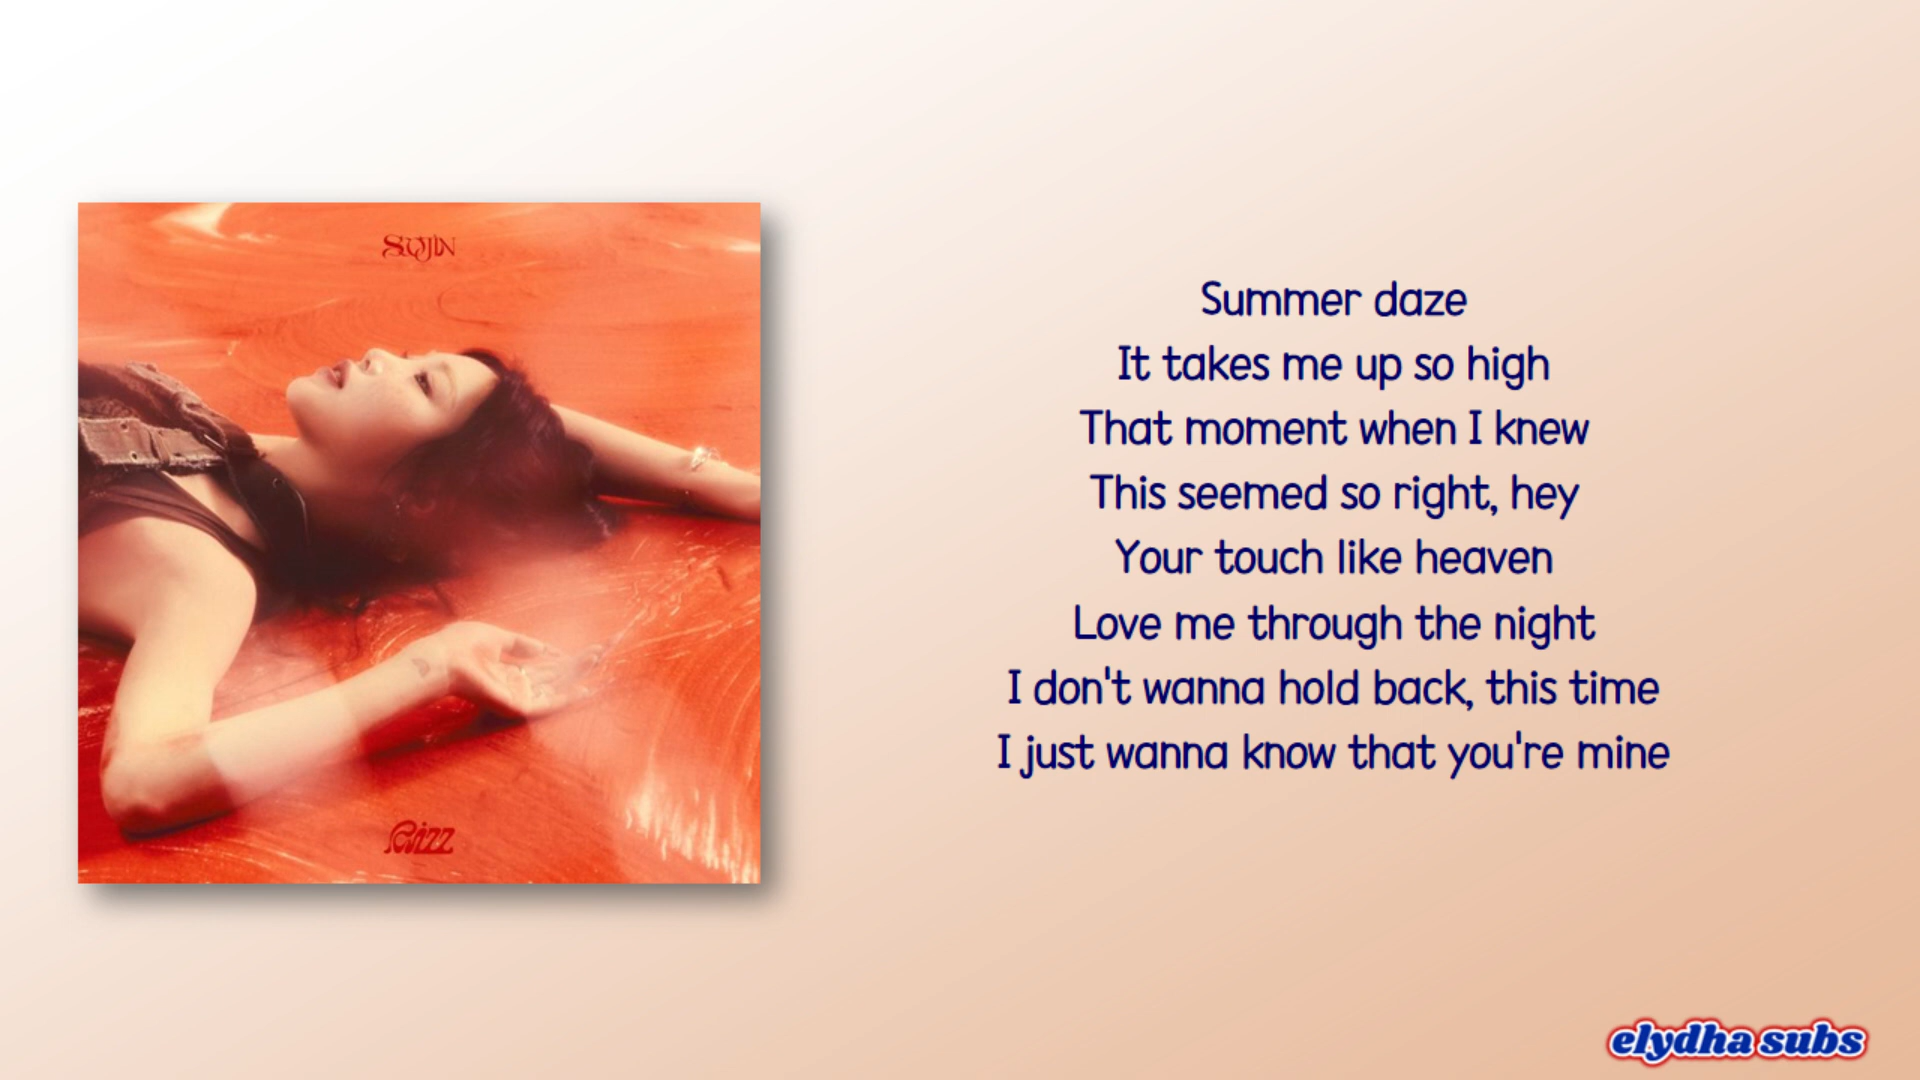 SUJIN
Rizz
Summer daze
It takes me up so high
That moment when I knew
This seemed so right, hey
Your touch like heaven
Love me through the night
I don't wanna hold back, this time
I just wanna know that you're mine
elydha subs